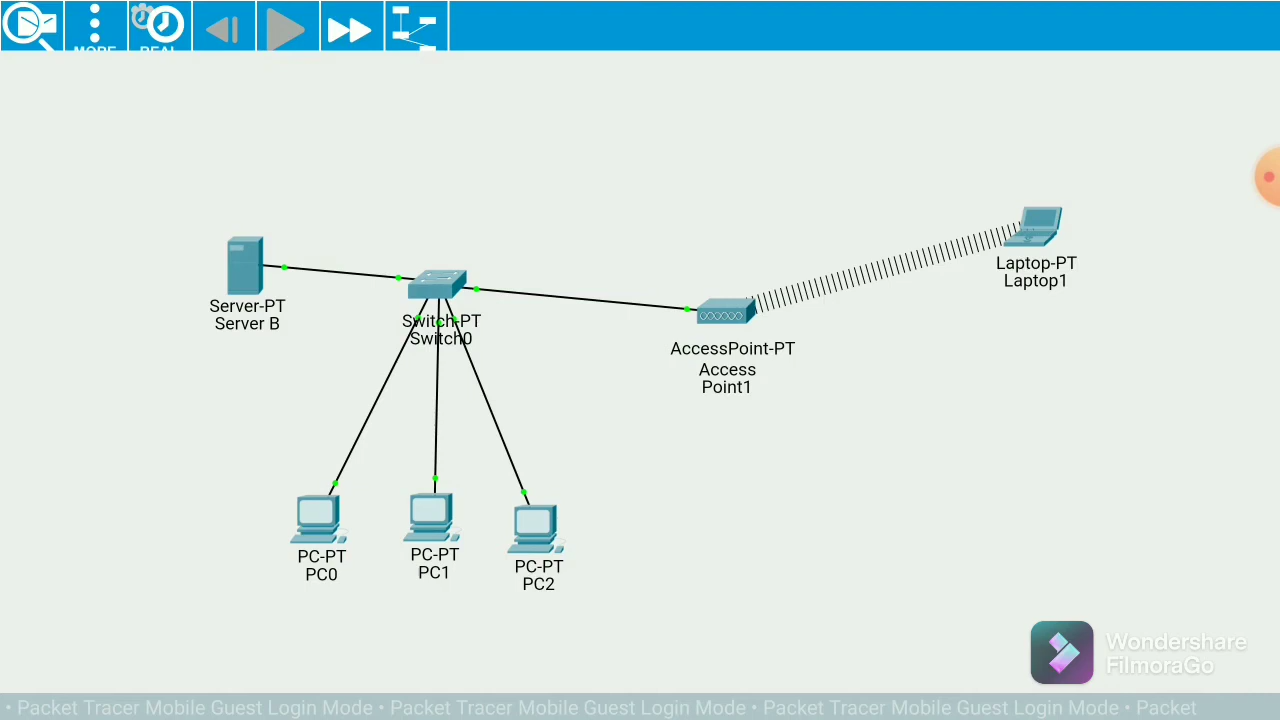 MORE
REAL
Server-PT
Server B
Switch-PT
Switch0
AccessPoint-PT
Access
Point1
Laptop-PT
Laptop1
PC-PT
PC0
PC-PT
PC1
PC-PT
PC2
Wondershare
FilmoraGo
• Packet Tracer Mobile Guest Login Mode • Packet Tracer Mobile Guest Login Mode • Packet Tracer Mobile Guest Login Mode • Packet